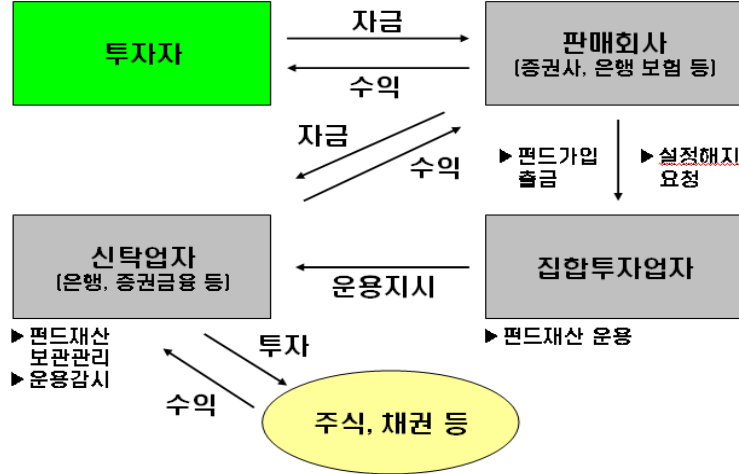 자금
투자자
판매회사
(증권사, 은행 보험 등)
수익
자금
수익
▶ 펀드가입
출금
▶ 설정해지
요청
신탁업자
(은행, 증권금융 등)
운용지시
집합투자업자
▶ 펀드재산
보관관리
▶ 운용감시
▶ 펀드재산 운용
투자
수익
주식, 채권 등